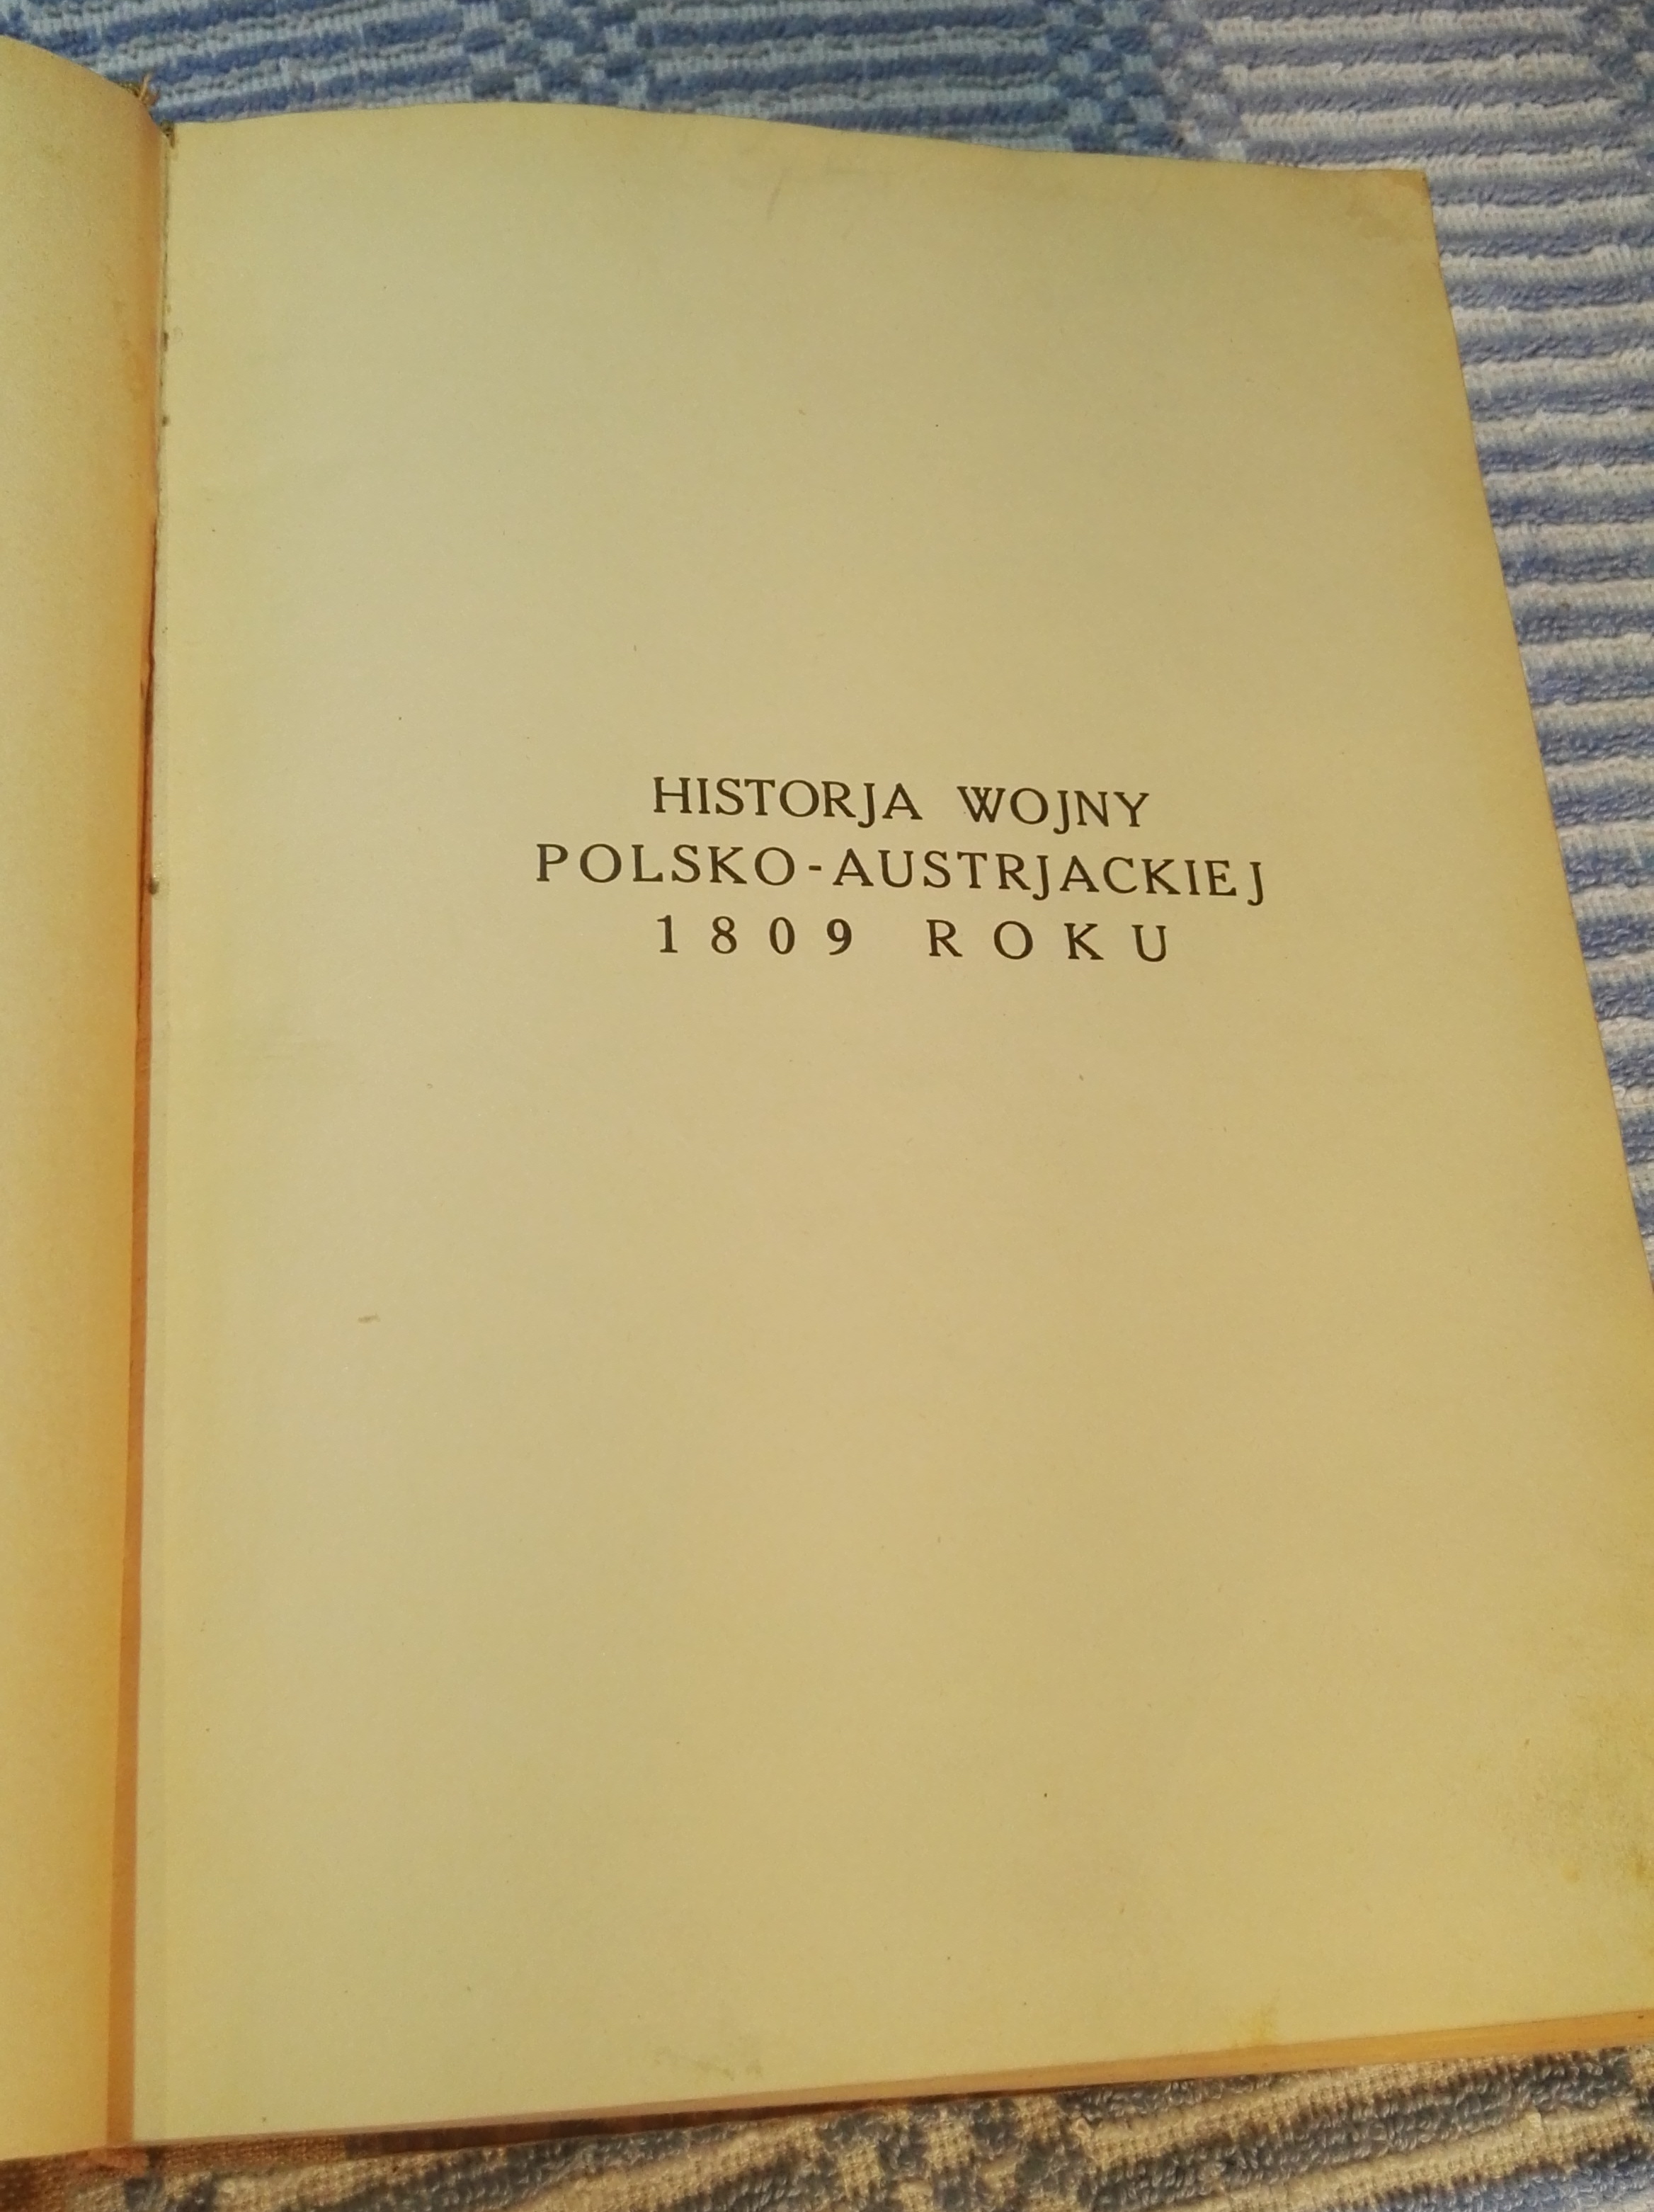 HISTORJA WOJNY
POLSKO-AUSTRJACKIEJ
1809 ROKU